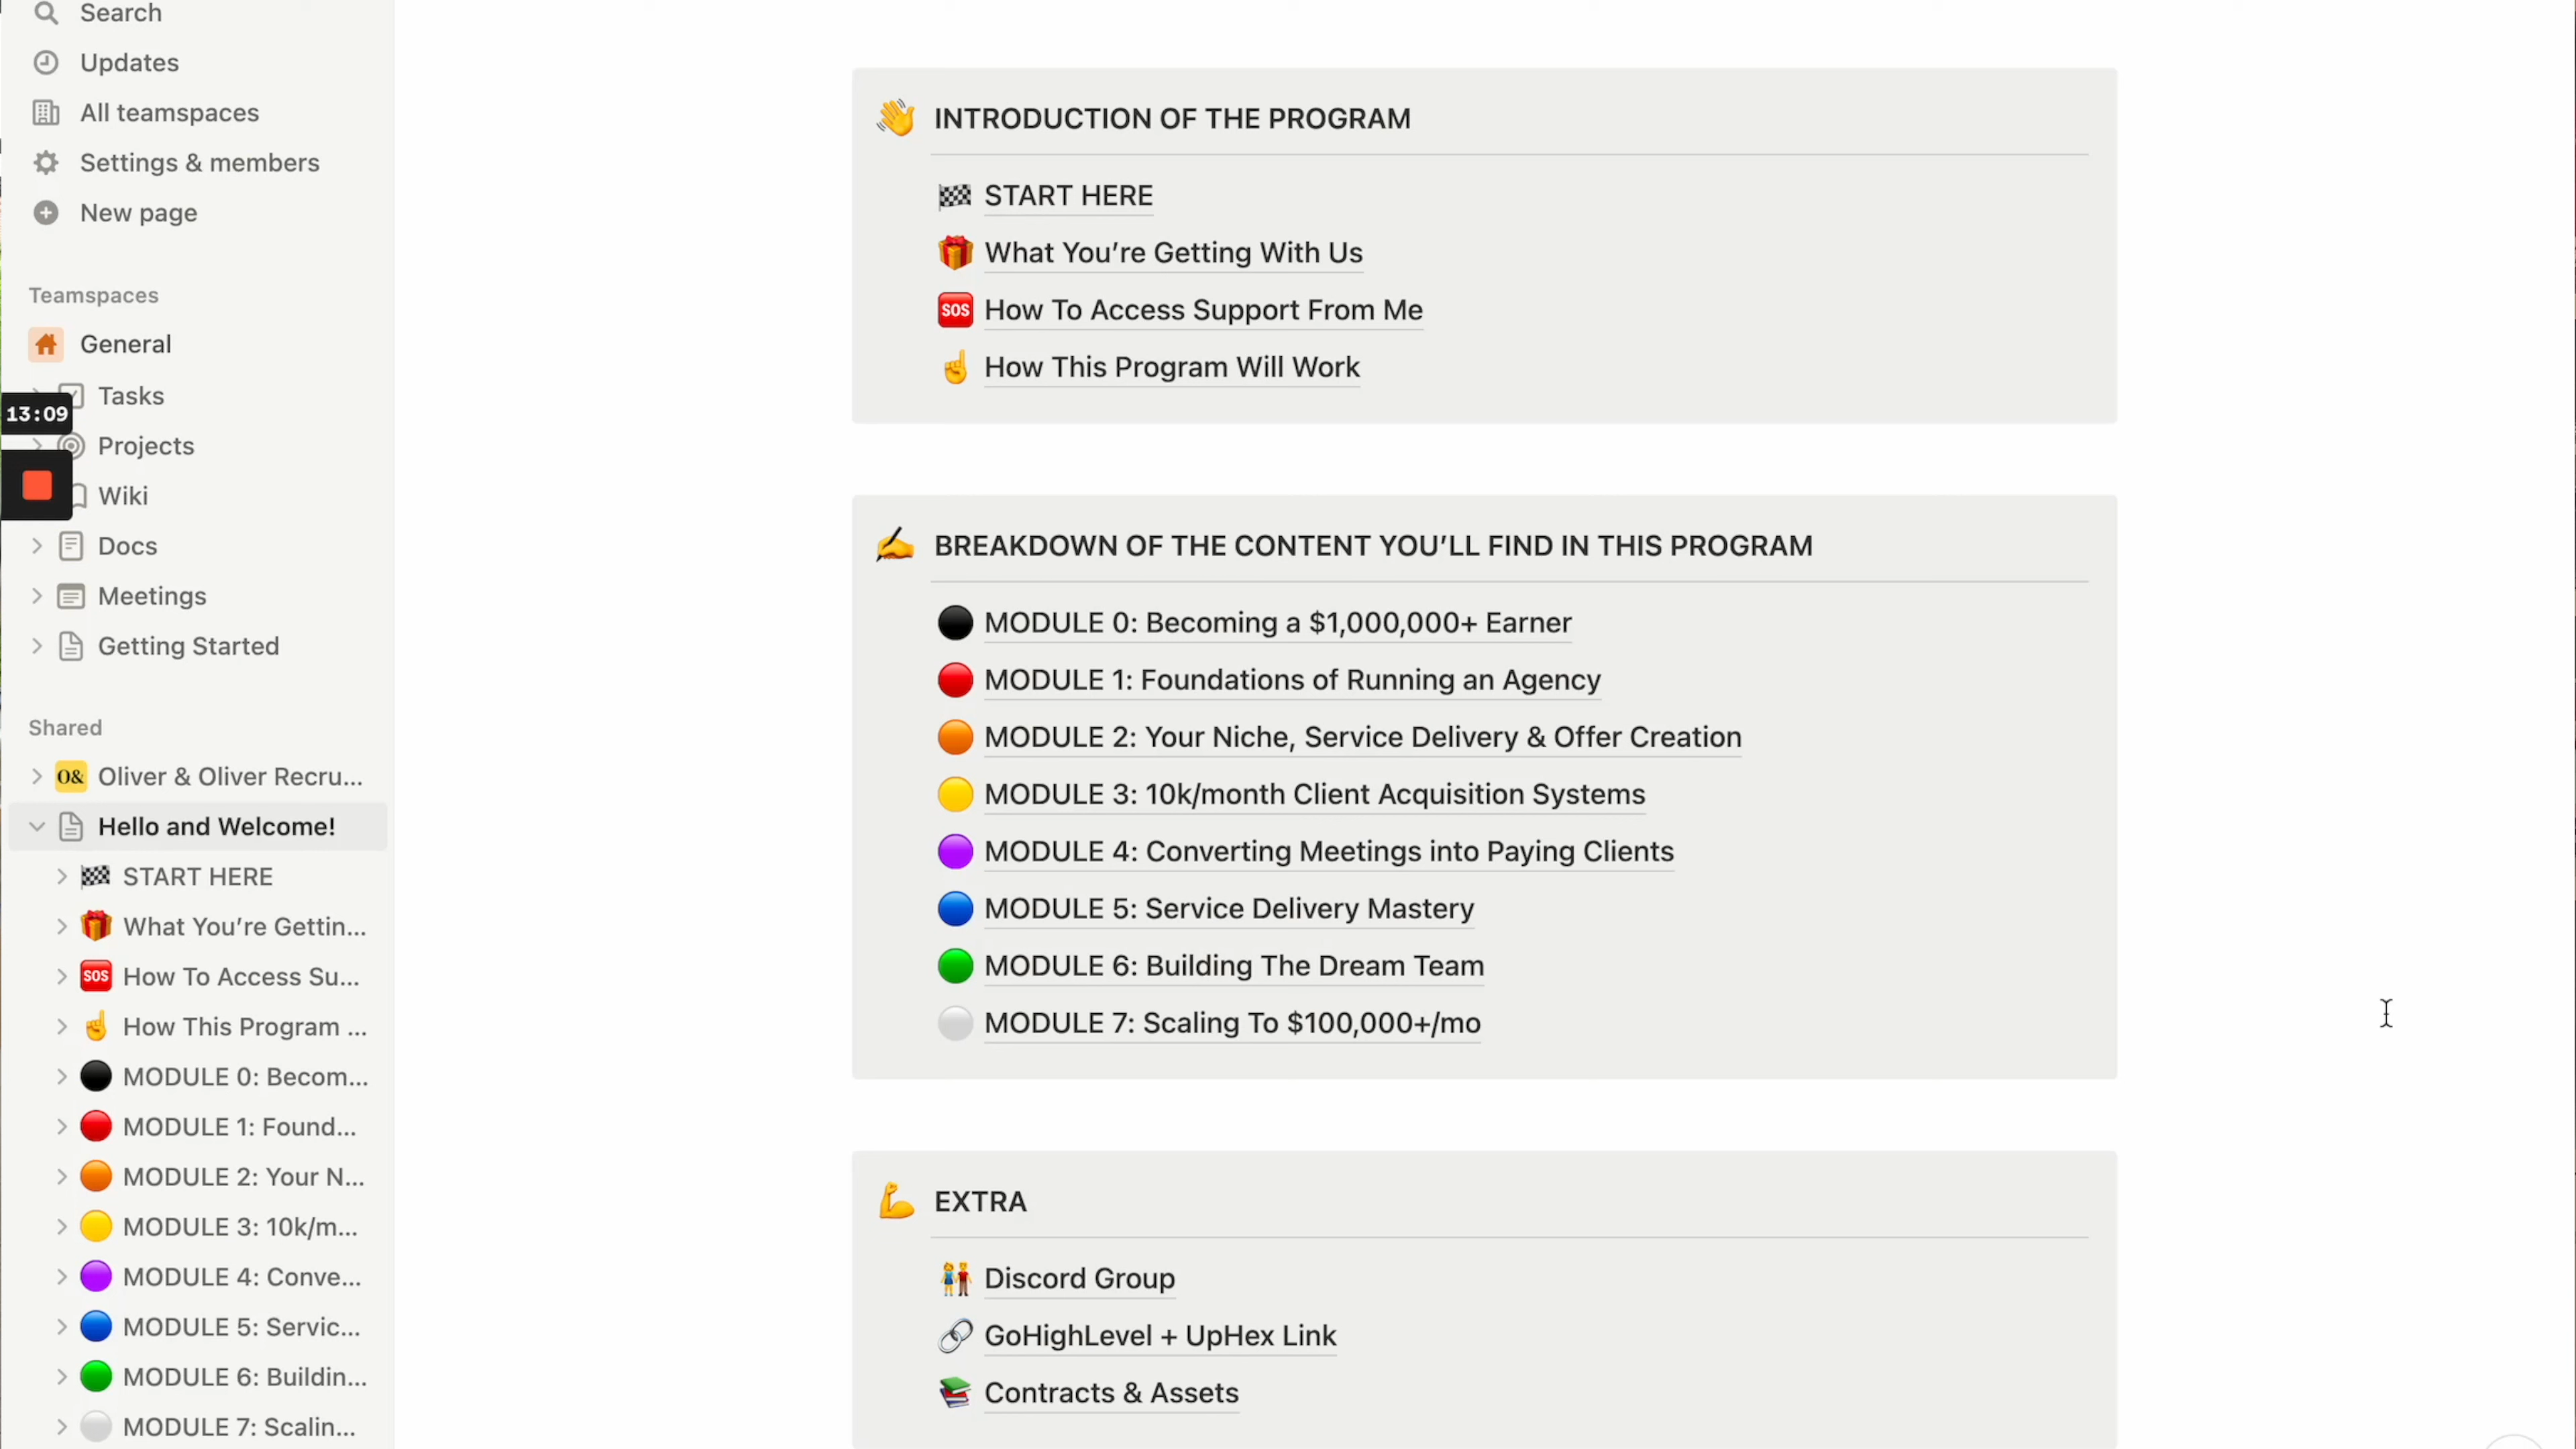 Search
Updates
All teamspaces
Settings & members
New page
Teamspaces
General
Tasks
13:09
Projects
Wiki
Docs
Meetings
Getting Started
Shared
O& Oliver & Oliver Recru...
Hello and Welcome!
START HERE
What You’re Gettin...
SOS How To Access Su...
How This Program ...
MODULE 0: Becom...
MODULE 1: Found...
MODULE 2: Your N...
MODULE 3: 10k/m...
MODULE 4: Conve...
MODULE 5: Servic...
MODULE 6: Buildin...
MODULE 7: Scalin...
INTRODUCTION OF THE PROGRAM
START HERE
What You’re Getting With Us
SOS How To Access Support From Me
How This Program Will Work
BREAKDOWN OF THE CONTENT YOU’LL FIND IN THIS PROGRAM
MODULE 0: Becoming a $1,000,000+ Earner
MODULE 1: Foundations of Running an Agency
MODULE 2: Your Niche, Service Delivery & Offer Creation
MODULE 3: 10k/month Client Acquisition Systems
MODULE 4: Converting Meetings into Paying Clients
MODULE 5: Service Delivery Mastery
MODULE 6: Building The Dream Team
MODULE 7: Scaling To $100,000+/mo
EXTRA
Discord Group
GoHighLevel + UpHex Link
Contracts & Assets